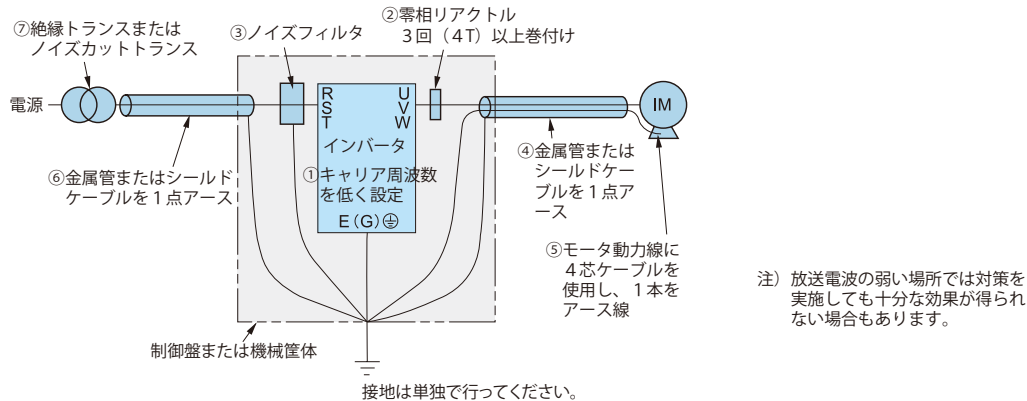 ⑦絶縁トランスまたは
ノイズカットトランス
③ノイズフィルタ
②零相リアクトル
3回（4T）以上巻付け
電源
R
S
T
U
V
W
IM
インバータ
①キャリア周波数
を低く設定
E(G)
⑥金属管またはシールド
ケーブルを1点アース
④金属管または
シールドケー
ブルを1点ア
ース
⑤モータ動力線に
4芯ケーブルを
使用し、1本を
アース線
注）放送電波の弱い場所では対策を
実施しても十分な効果が得られ
ない場合もあります。
制御盤または機械筐体
接地は単独で行ってください。